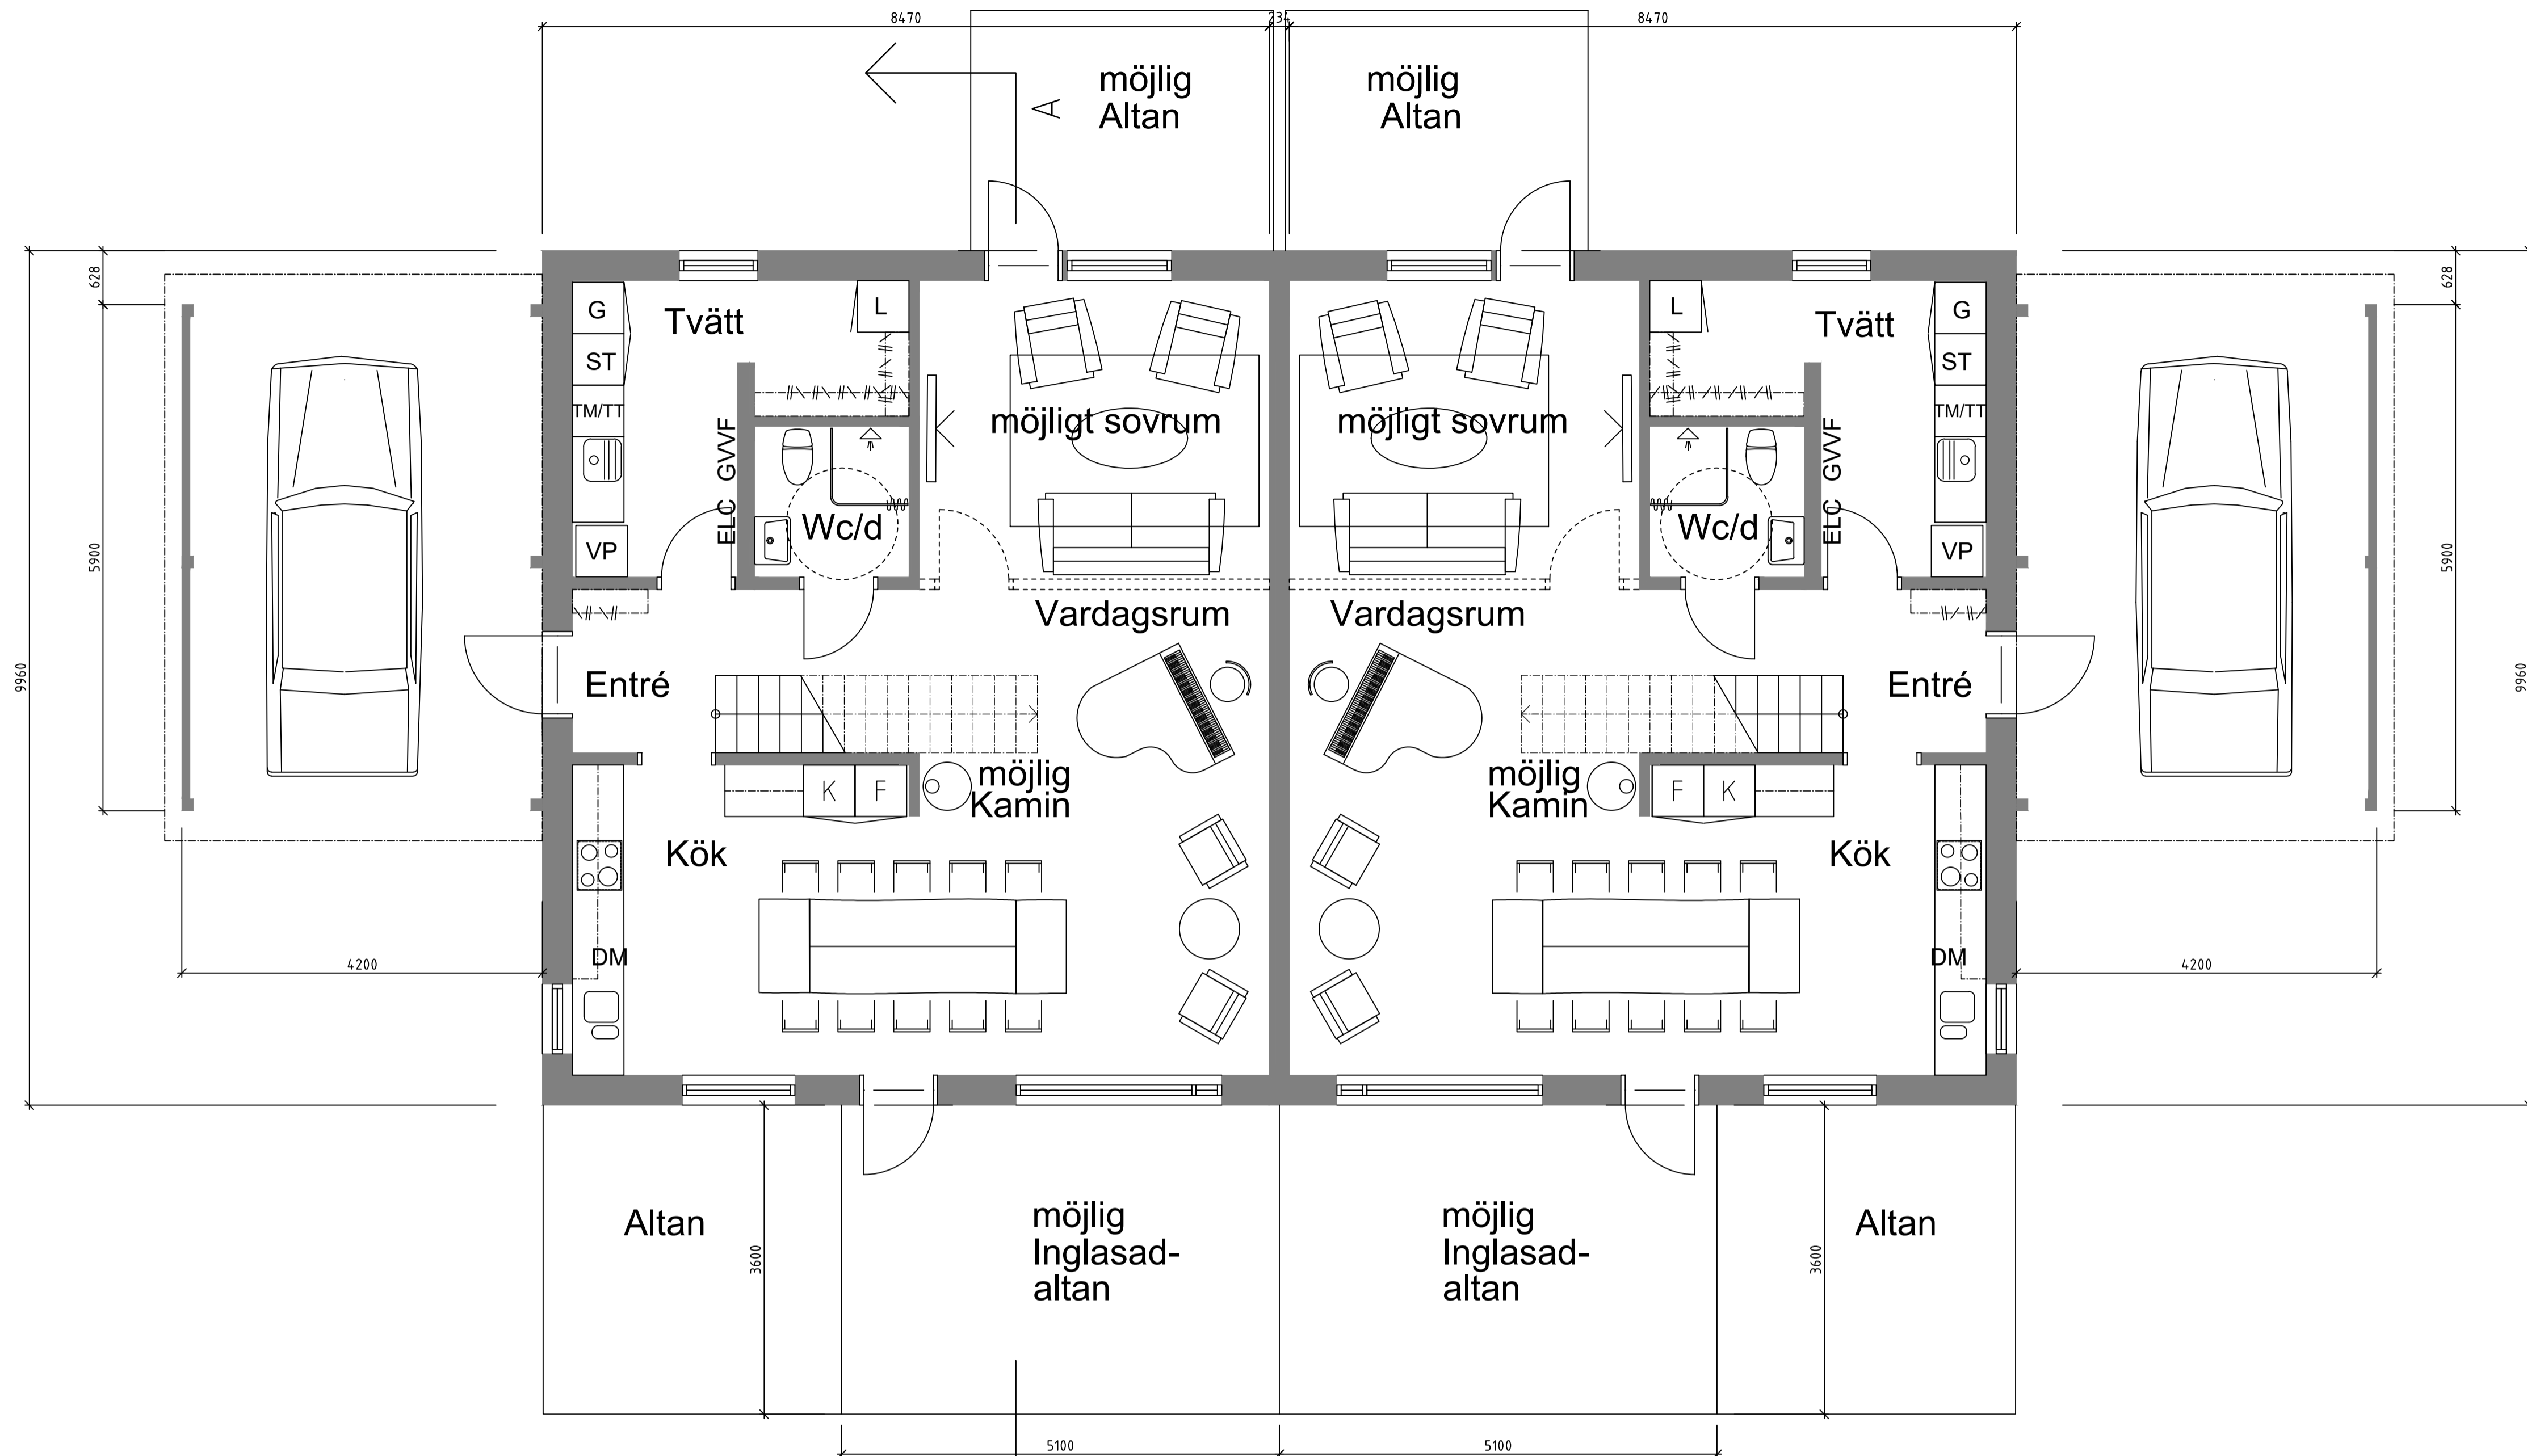 8470
234
8470
möjlig
Altan
möjlig
Altan
A
628
628
G
Tvätt
L
L
Tvätt
G
ST
ST
TM/TT
möjligt sovrum
möjligt sovrum
TM/TT
ELC GVVF
ELC GVVF
Wc/d
Wc/d
VP
VP
5900
5900
Vardagsrum
Vardagsrum
9960
9960
Entré
Entré
möjlig
Kamin
möjlig
Kamin
K
F
F
K
Kök
Kök
DM
DM
4200
4200
Altan
möjlig
Inglasad-
altan
möjlig
Inglasad-
altan
Altan
3600
3600
5100
5100